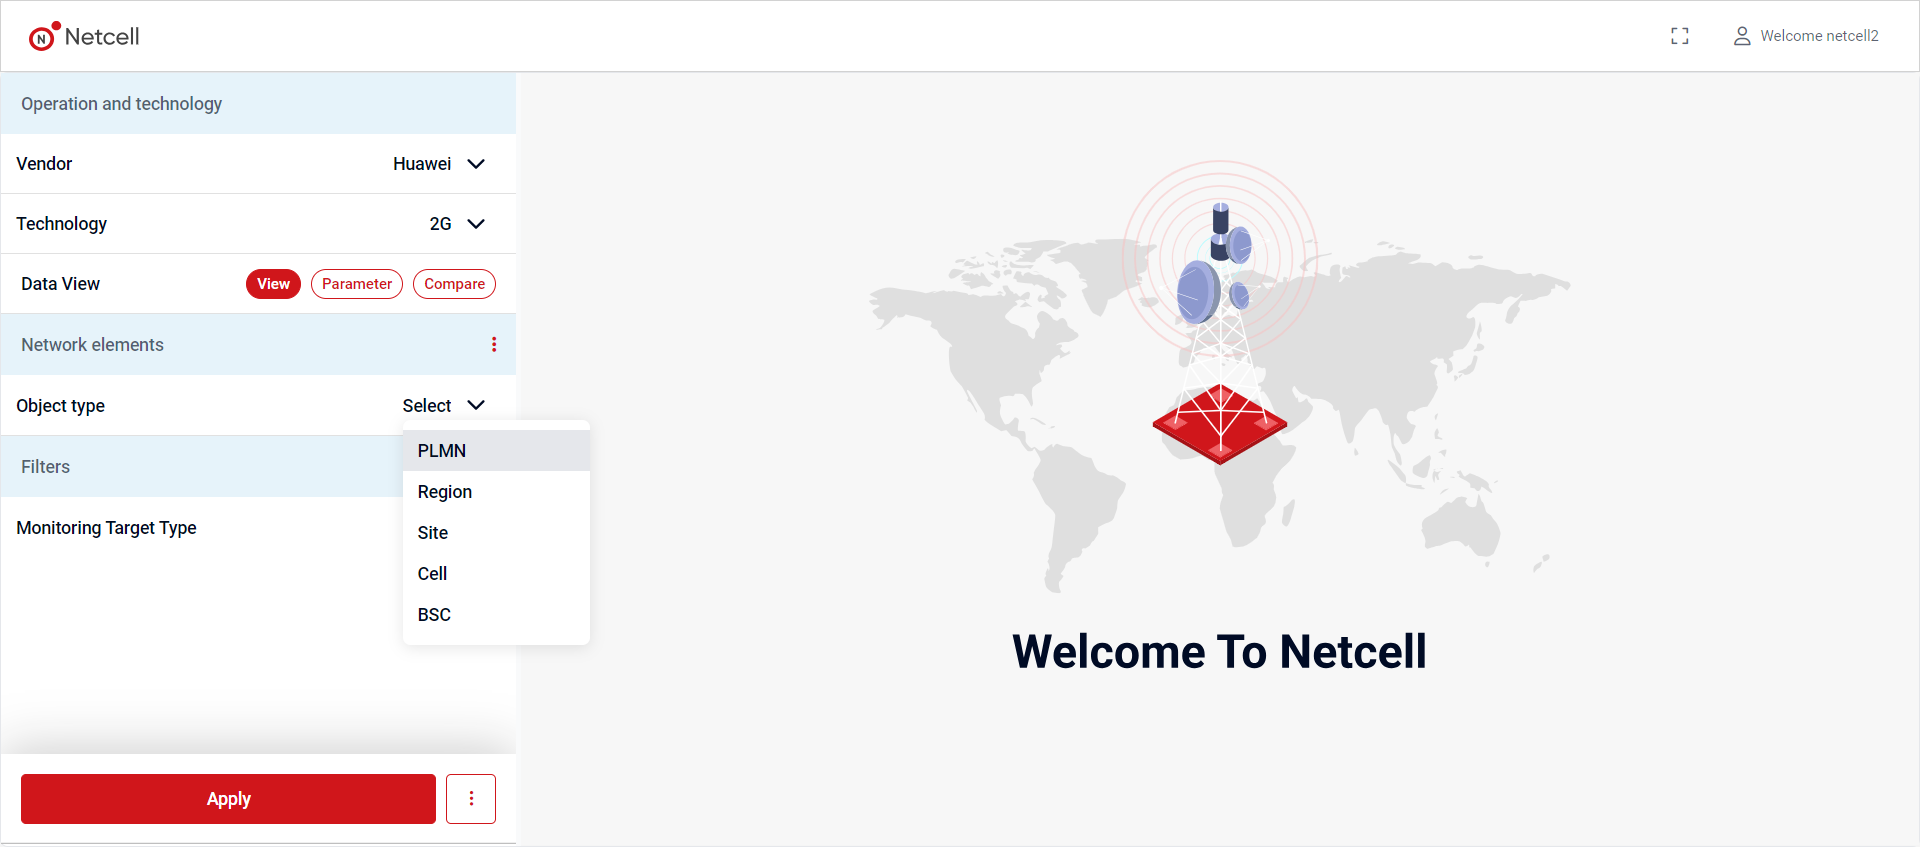 N Netcell
Welcome netcell2
Operation and technology
Vendor Huawei
Technology 2G
Data View View Parameter Compare
Network elements
Object type Select
PLMN
Filters
Region
Monitoring Target Type
Site
Cell
BSC
Welcome To Netcell
Apply